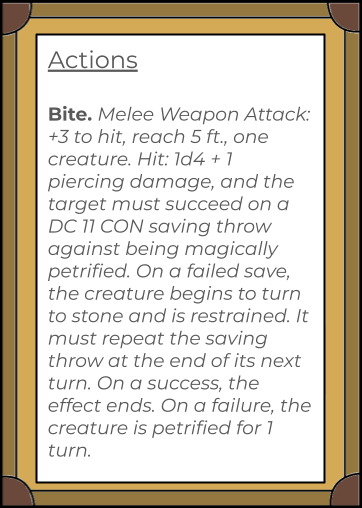 Actions
Bite. Melee Weapon Attack:
+3 to hit, reach 5 ft., one
creature. Hit: 1d4 + 1
piercing damage, and the
target must succeed on a
DC 11 CON saving throw
against being magically
petrified. On a failed save,
the creature begins to turn
to stone and is restrained. It
must repeat the saving
throw at the end of its next
turn. On a success, the
effect ends. On a failure, the
creature is petrified for 1
turn.